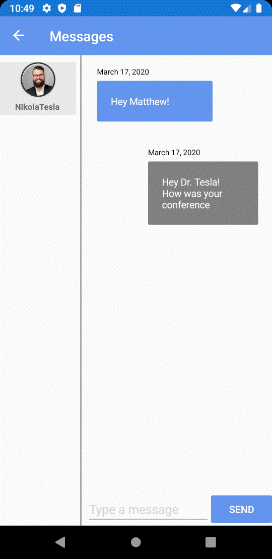 10:49
Messages
NikolaTesla
March 17, 2020
Hey Matthew!
March 17, 2020
Hey Dr. Tesla!
How was your
conference
Type a message
SEND